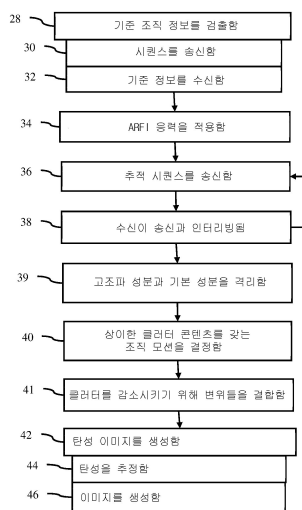 28 기준 조직 정보를 검출함
30 시퀀스를 송신함
32 기준 정보를 수신함
34 ARFI 응력을 적용함
36 추적 시퀀스를 송신함
38 수신이 송신과 인터리빙됨
39 고조파 성분과 기본 성분을 격리함
40 상이한 클러터 콘텐츠를 갖는
조직 모션을 결정함
41 클러터를 감소시키기 위해 변위들을 결합함
42 탄성 이미지를 생성함
44 탄성을 추정함
46 이미지를 생성함